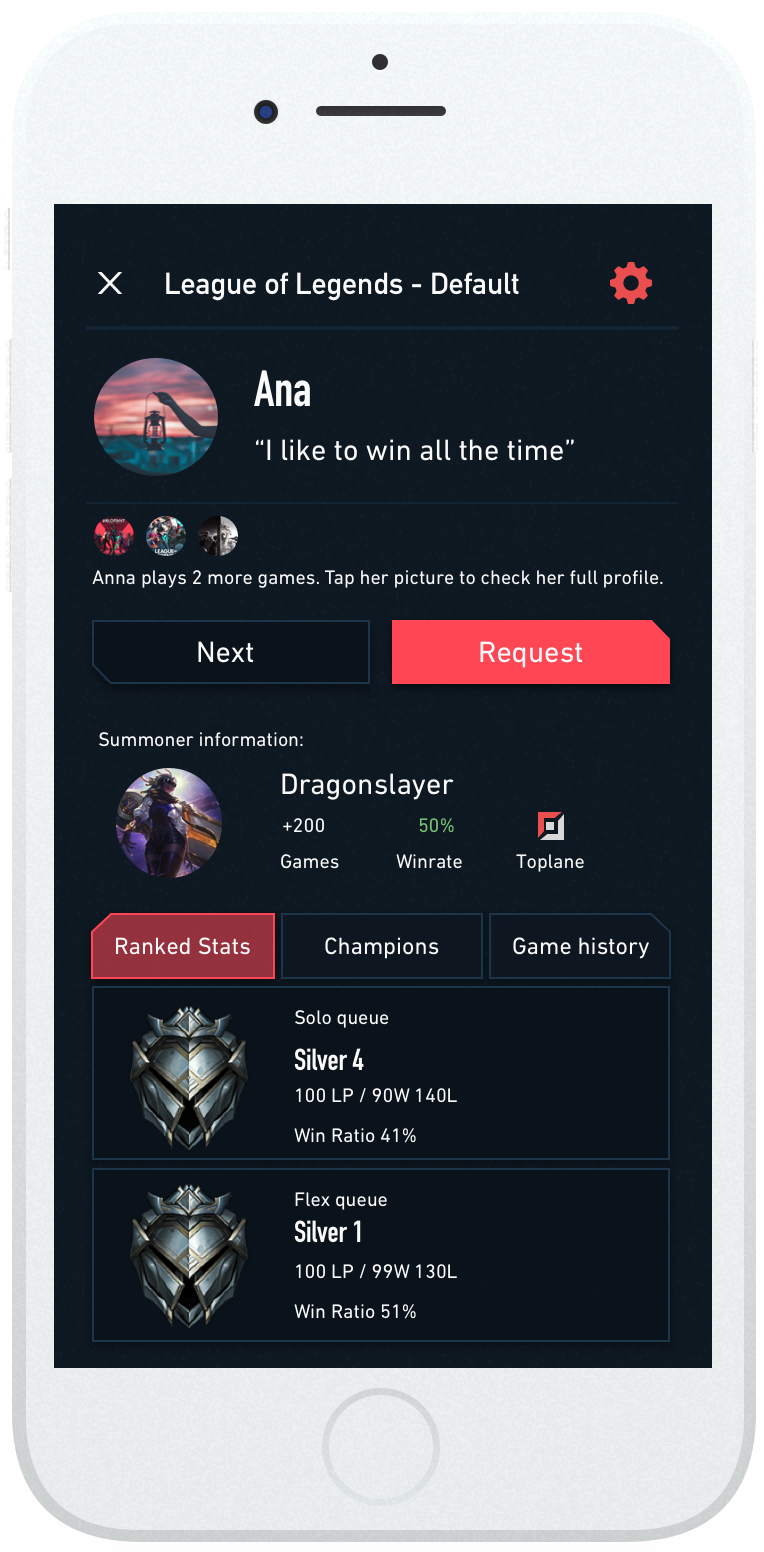 League of Legends - Default
Ana
“I like to win all the time”
VALORANT
LEAGUE
Anna plays 2 more games. Tap her picture to check her full profile.
Next
Request
Summoner information:
Dragonslayer
+200
50%
Games
Winrate
Toplane
Ranked Stats
Champions
Game history
Solo queue
Silver 4
100 LP / 90W 140L
Win Ratio 41%
Flex queue
Silver 1
100 LP / 99W 130L
Win Ratio 51%